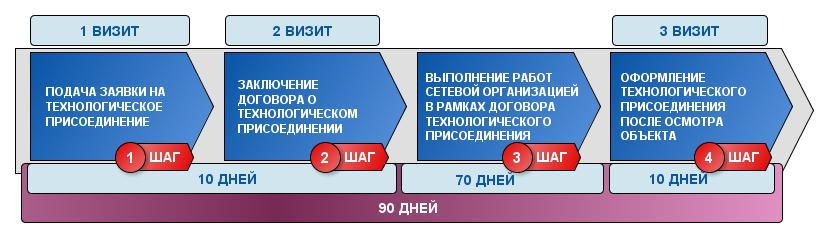 1 ВИЗИТ
2 ВИЗИТ
3 ВИЗИТ
ПОДАЧА ЗАЯВКИ НА
ТЕХНОЛОГИЧЕСКОЕ
ПРИСОЕДИНЕНИЕ
1 ШАГ
ЗАКЛЮЧЕНИЕ
ДОГОВОРА О
ТЕХНОЛОГИЧЕСКОМ
ПРИСОЕДИНЕНИИ
2 ШАГ
ВЫПОЛНЕНИЕ РАБОТ
СЕТЕВОЙ ОРГАНИЗАЦИЕЙ
В РАМКАХ ДОГОВОРА
ТЕХНОЛОГИЧЕСКОГО
ПРИСОЕДИНЕНИЯ
3 ШАГ
ОФОРМЛЕНИЕ
ТЕХНОЛОГИЧЕСКОГО
ПРИСОЕДИНЕНИЯ
ПОСЛЕ ОСМОТРА
ОБЪЕКТА
4 ШАГ
10 ДНЕЙ
70 ДНЕЙ
10 ДНЕЙ
90 ДНЕЙ